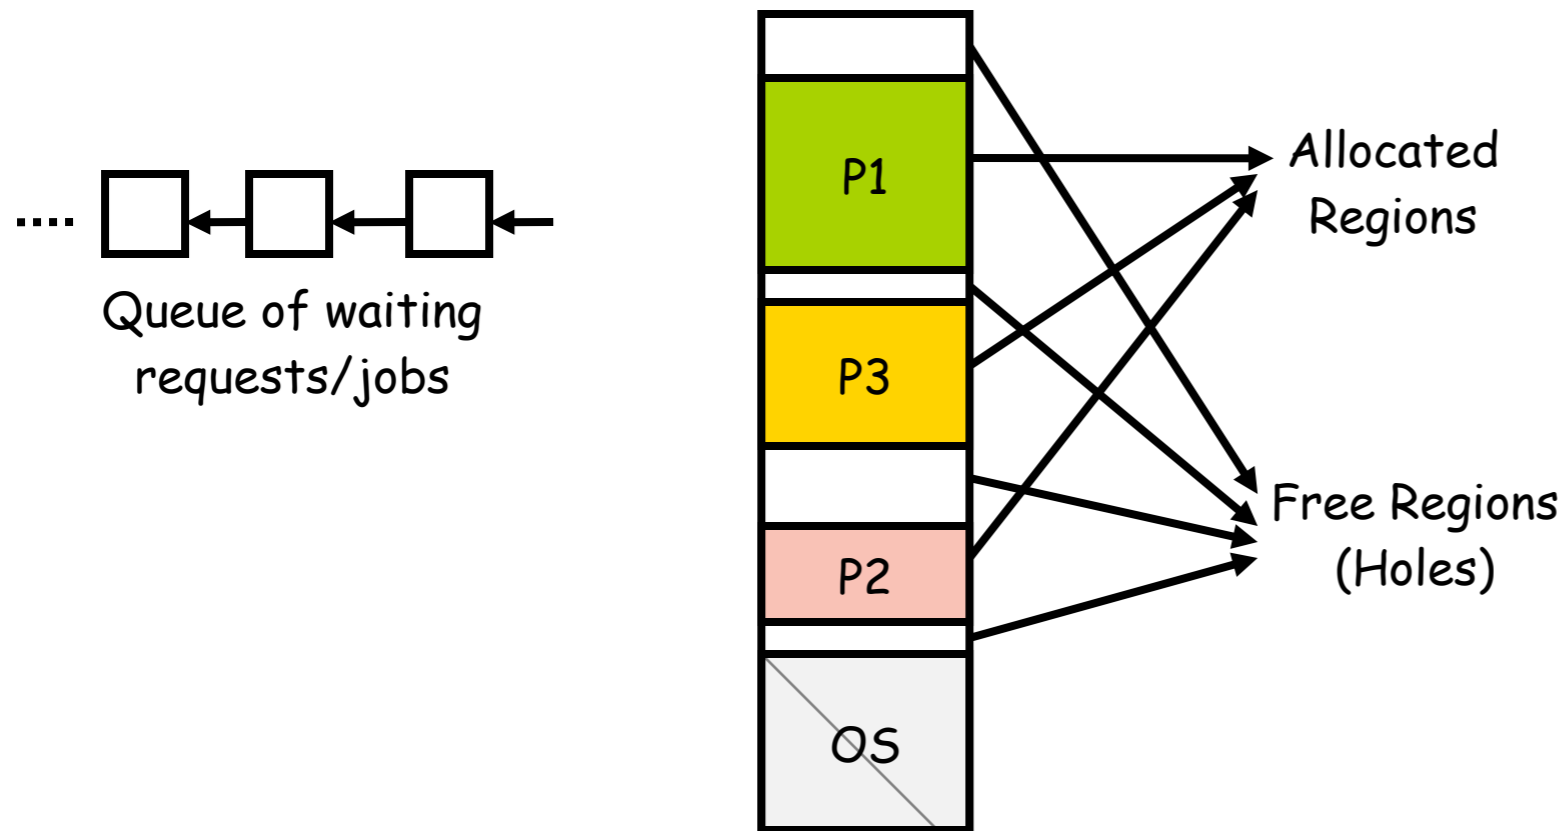 Queue of waiting
requests/jobs
P1
P3
P2
OS
Allocated
Regions
Free Regions
(Holes)